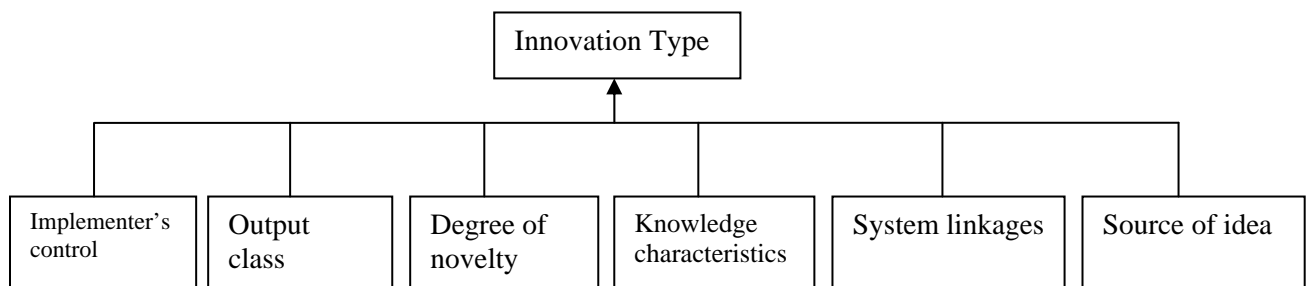 Innovation Type
Implementer’s
control
Output
class
Degree of
novelty
Knowledge
characteristics
System linkages
Source of idea